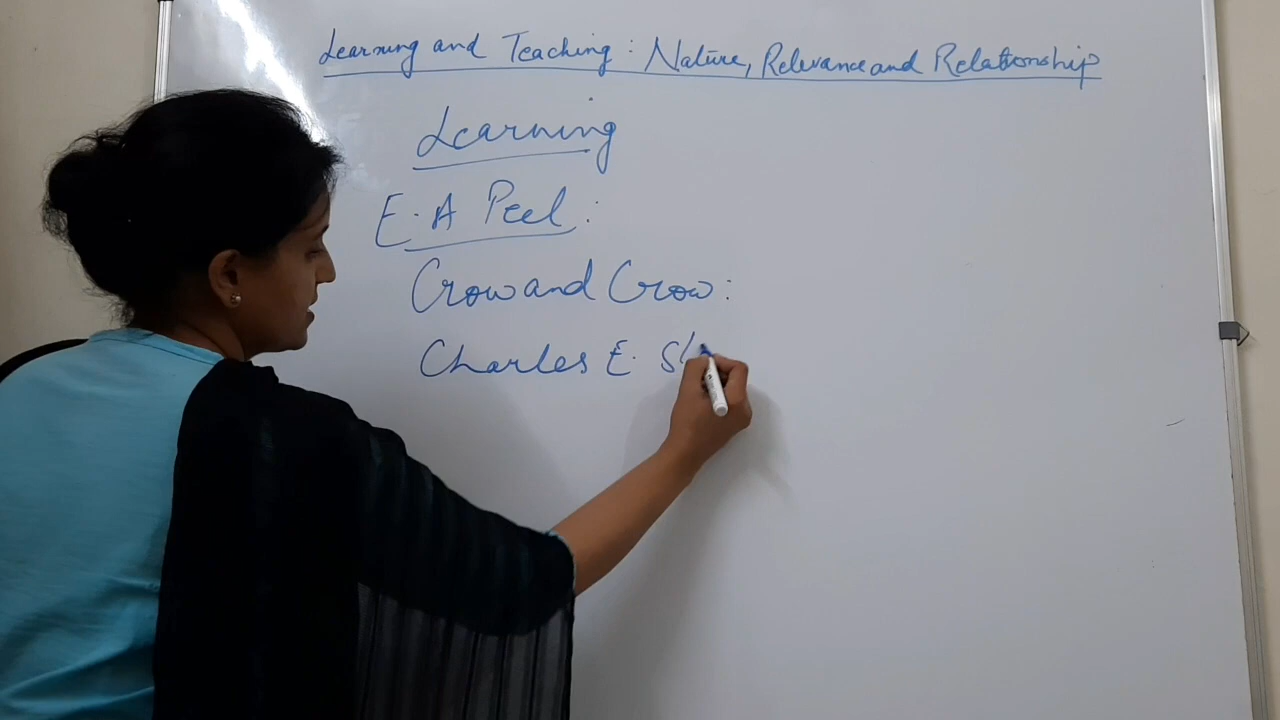 Learning and Teaching : Nature, Relevance and Relationship
Learning
E. A Peel :
Crow and Crow :
Charles E.